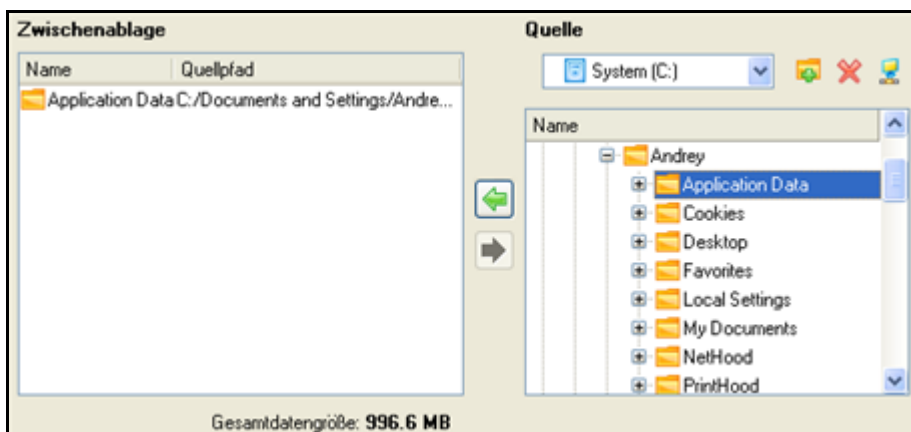 Zwischenablage
Name Quellpfad
Application Data C:/Documents and Settings/Andre...
Gesamtdatengröße: 996.6 MB
Quelle
System (C:)
Name
Andrey
Application Data
Cookies
Desktop
Favorites
Local Settings
My Documents
NetHood
PrintHood